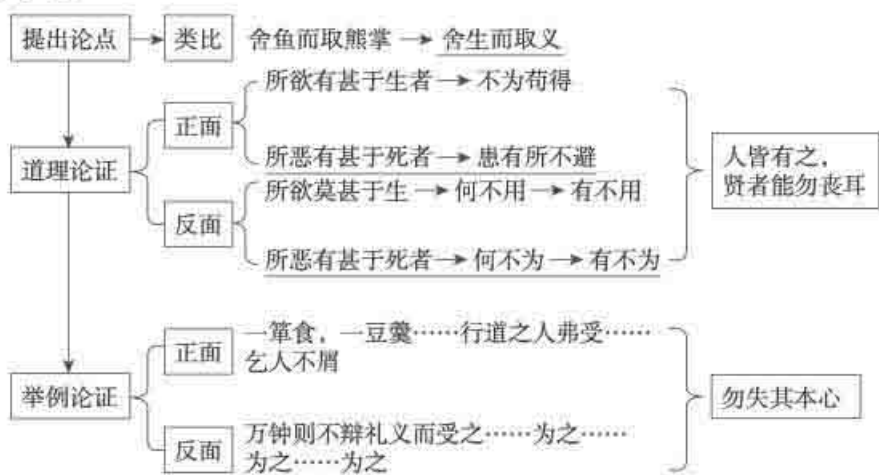 提出论点 → 类比 舍鱼而取熊掌 → 舍生而取义
道理论证
正面
所欲有甚于生者 → 不为苟得
所恶有甚于死者 → 患有所不避
反面
所欲莫甚于生 → 何不用 → 有不用
所恶有甚于死者 → 何不为 → 有不为
人皆有之，
贤者能勿丧耳
举例论证
正面
一箪食，一豆羹……行道之人弗受……
乞人不屑
反面
万钟则不辩礼义而受之……为之……
为之……为之
勿失其本心